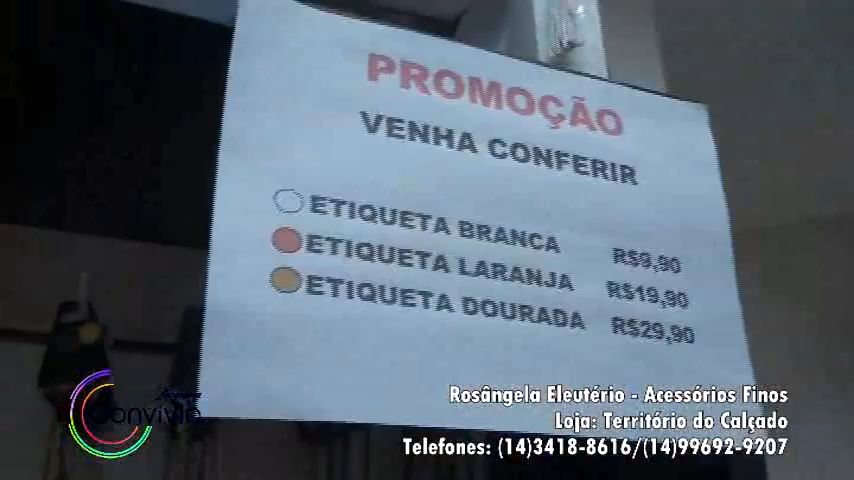 PROMOÇÃO
VENHA CONFERIR
ETIQUETA BRANCA R$9,90
ETIQUETA LARANJA R$19,90
ETIQUETA DOURADA R$29,90
Rosângela Eleutério - Acessórios Finos
Loja: Território do Calçado
Telefones: (14)3418-8616/(14)99692-9207
Convívio